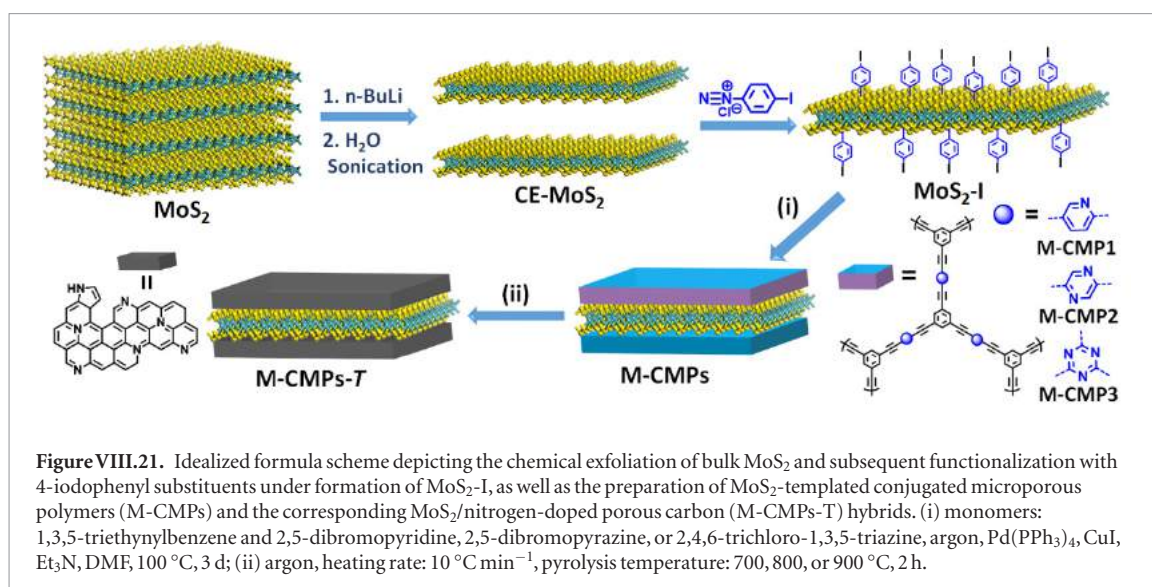 1. n-BuLi
2. H₂O
Sonication
MoS₂
CE-MoS₂
N≡N⊕
Cl⊖
I
I I I I I I
I I I I I
MoS₂-I
(i)
= N
M-CMP1
N
N
M-CMP2
N N
N
M-CMP3
=
M-CMPs
(ii)
M-CMPs-T
=
HN
N
N
N
N
N
N
Figure VIII.21. Idealized formula scheme depicting the chemical exfoliation of bulk MoS₂ and subsequent functionalization with
4-iodophenyl substituents under formation of MoS₂-I, as well as the preparation of MoS₂-templated conjugated microporous
polymers (M-CMPs) and the corresponding MoS₂/nitrogen-doped porous carbon (M-CMPs-T) hybrids. (i) monomers:
1,3,5-triethynylbenzene and 2,5-dibromopyridine, 2,5-dibromopyrazine, or 2,4,6-trichloro-1,3,5-triazine, argon, Pd(PPh₃)₄, CuI,
Et₃N, DMF, 100 °C, 3 d; (ii) argon, heating rate: 10 °C min⁻¹, pyrolysis temperature: 700, 800, or 900 °C, 2 h.